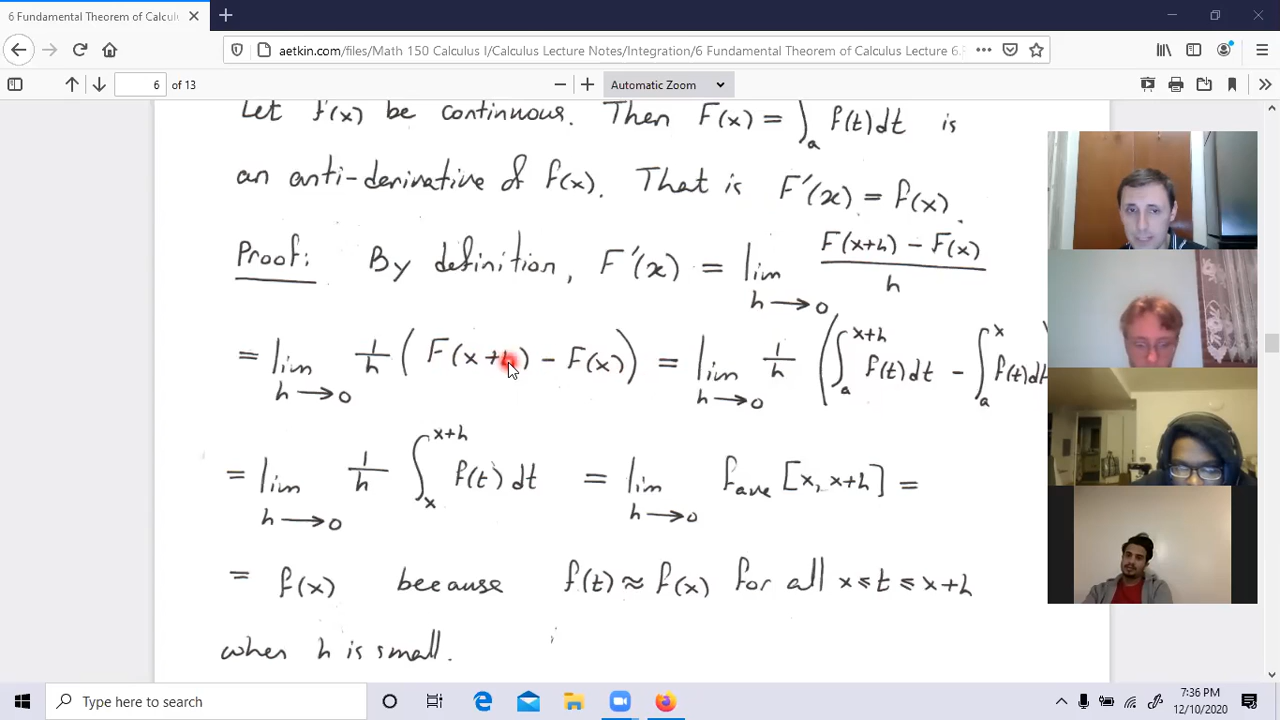 6 Fundamental Theorem of Calculu
aetkin.com/files/Math 150 Calculus I/Calculus Lecture Notes/Integration/6 Fundamental Theorem of Calculus Lecture 6.
6 of 13
Automatic Zoom
Let f(x) be continuous. Then F(x) = ∫ₐ f(t)dt is
an anti-derivative of f(x). That is F'(x) = f(x).
Proof: By definition, F'(x) = lim h→0 (F(x+h) - F(x))/h
= lim h→0 1/h (F(x+h) - F(x)) = lim h→0 1/h (∫ₐ^(x+h) f(t)dt - ∫ₐ^x f(t)dt
= lim h→0 1/h ∫ₓ^(x+h) f(t)dt = lim h→0 fave [x, x+h] =
= f(x) because f(t) ≈ f(x) for all x ≤ t ≤ x+h
when h is small.
Type here to search
7:36 PM
12/10/2020